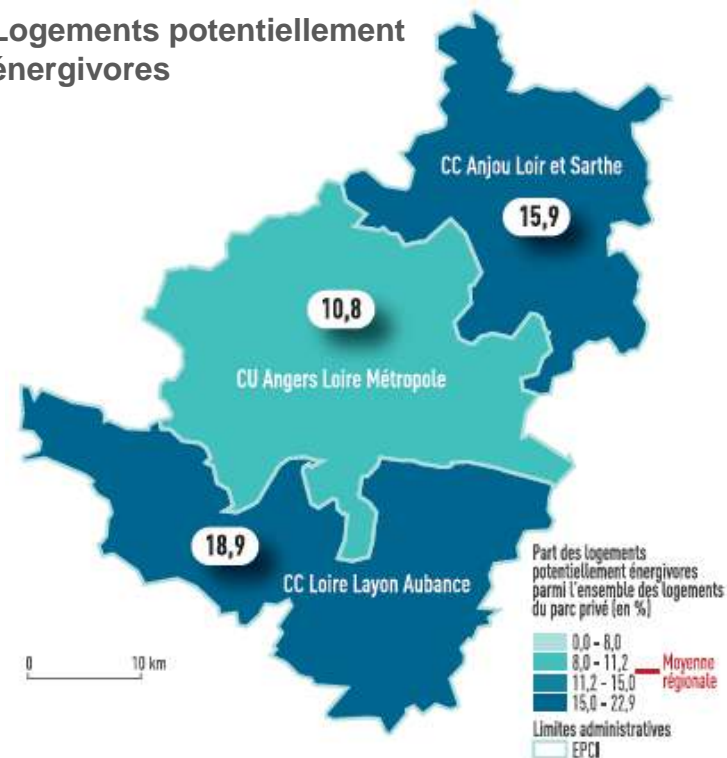 Logements potentiellement
énergivores
CC Anjou Loir et Sarthe
15,9
10,8
CU Angers Loire Métropole
18,9
CC Loire Layon Aubance
Part des logements
potentiellement énergivores
parmi l'ensemble des logements
du parc privé (en %)
0,0 - 8,0
8,0 - 11,2
11,2 - 15,0
15,0 - 22,9
Moyenne
régionale
Limites administratives
EPCI
0 10 km